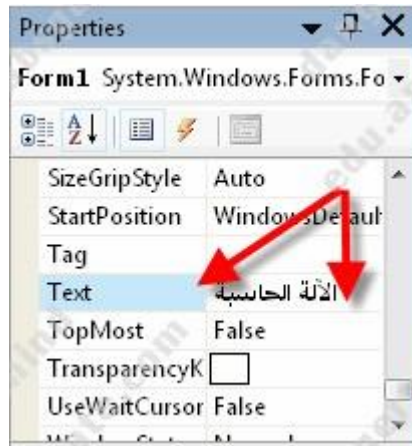 Properties
Form1 System.Windows.Forms.Fo
SizeGripStyle Auto
StartPosition WindowsDefault
Tag
Text الآلة الحاسبة
TopMost False
TransparencyK
UseWaitCursor False